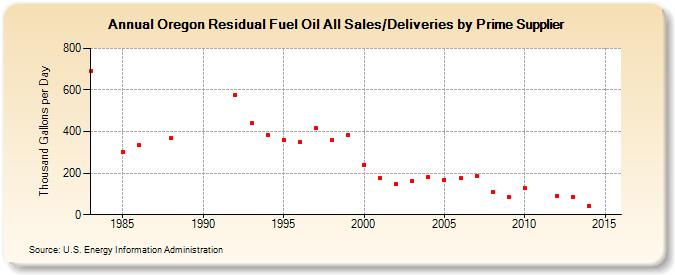 Annual Oregon Residual Fuel Oil All Sales/Deliveries by Prime Supplier
Thousand Gallons per Day
800
600
400
200
0
1985 1990 1995 2000 2005 2010 2015
Source: U.S. Energy Information Administration